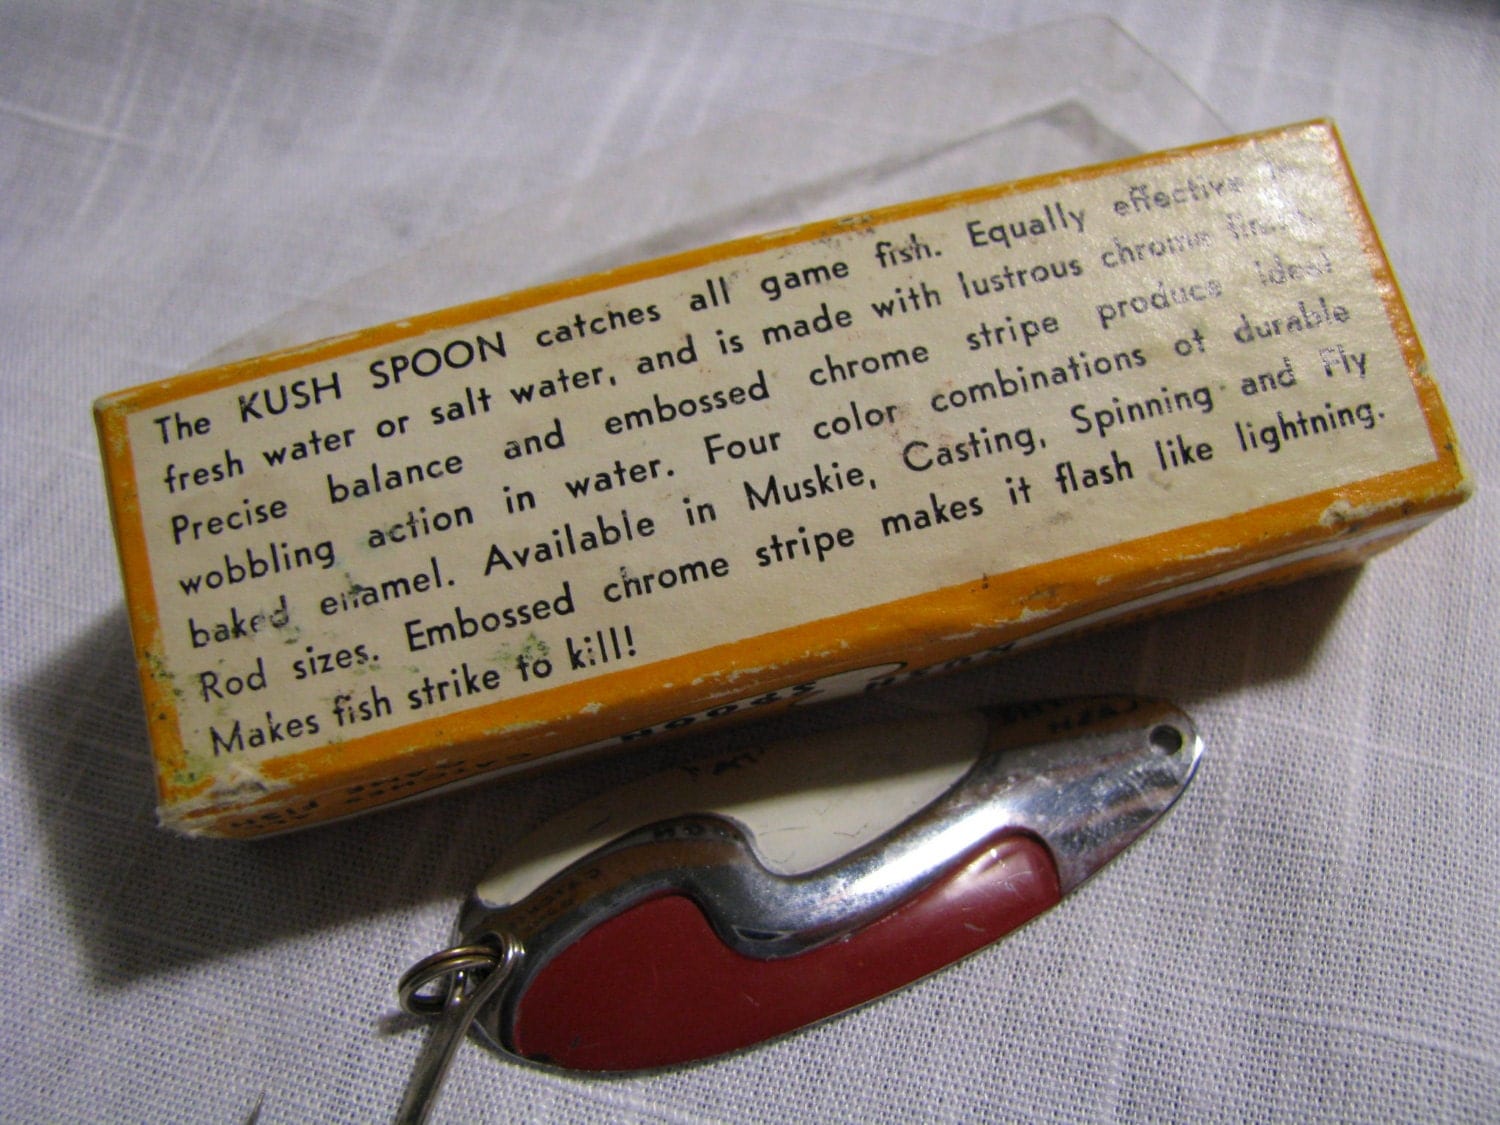 The KUSH SPOON catches all game fish. Equally effective
fresh water or salt water, and is made with lustrous chrome
Precise balance and embossed chrome stripe produce ideal
wobbling action in water. Four color combinations of durable
baked enamel. Available in Muskie, Casting, Spinning and Fly
Rod sizes. Embossed chrome stripe makes it flash like lightning.
Makes fish strike to kill!
KUSH SPOON